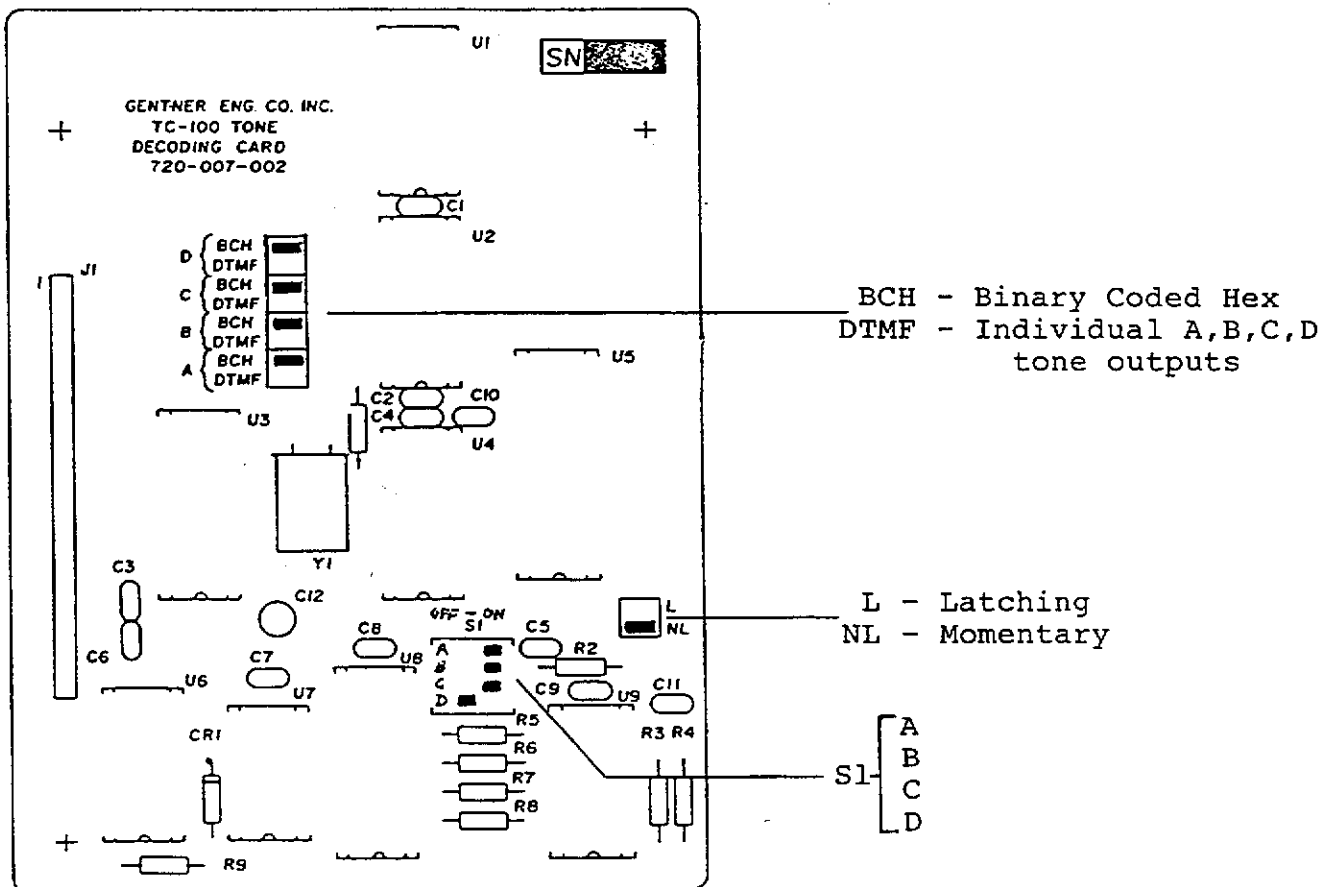 U1
SN
GENTNER ENG. CO. INC.
TC-100 TONE
DECODING CARD
720-007-002
C1
U2
D { BCH
DTMF
C { BCH
DTMF
B { BCH
DTMF
A { BCH
DTMF
1 J1
BCH - Binary Coded Hex
DTMF - Individual A,B,C,D
tone outputs
U5
U3
C2
C10
C4
U4
Y1
C3
C12
C6
C7
U6
U7
C8
U8
OFF - ON
S1
A
B
C
D
C5
R2
C9
U9
C11
L
NL
L - Latching
NL - Momentary
R5
R6
R7
R8
R3 R4
S1
A
B
C
D
CR1
R9